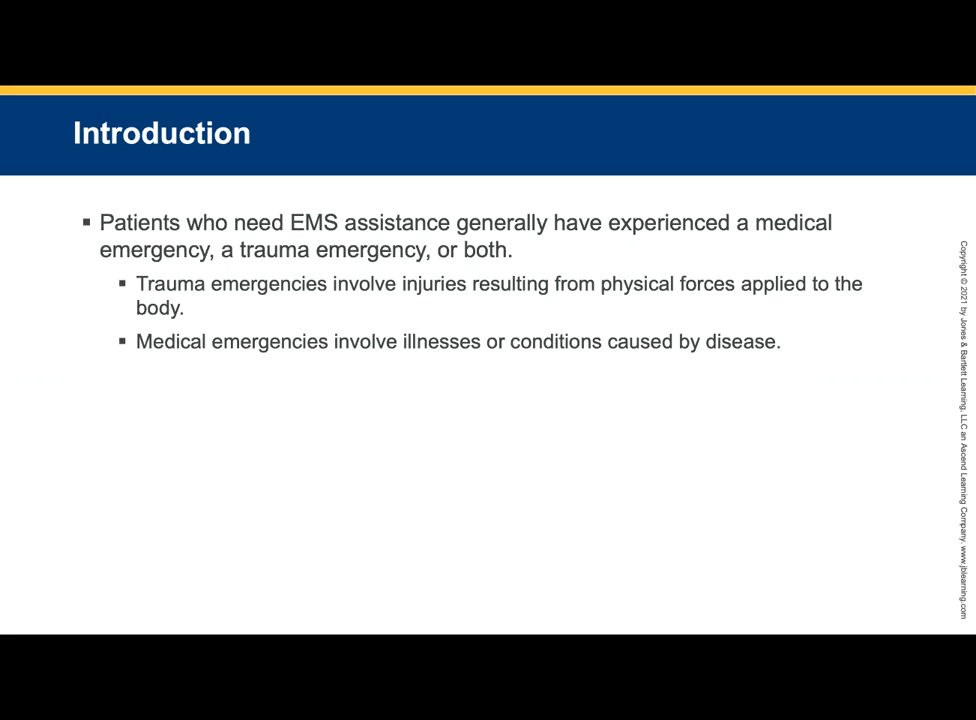 Introduction
▪ Patients who need EMS assistance generally have experienced a medical
emergency, a trauma emergency, or both.
▪ Trauma emergencies involve injuries resulting from physical forces applied to the
body.
▪ Medical emergencies involve illnesses or conditions caused by disease.
Copyright © 2021 by Jones & Bartlett Learning, LLC an Ascend Learning Company. www.jblearning.com